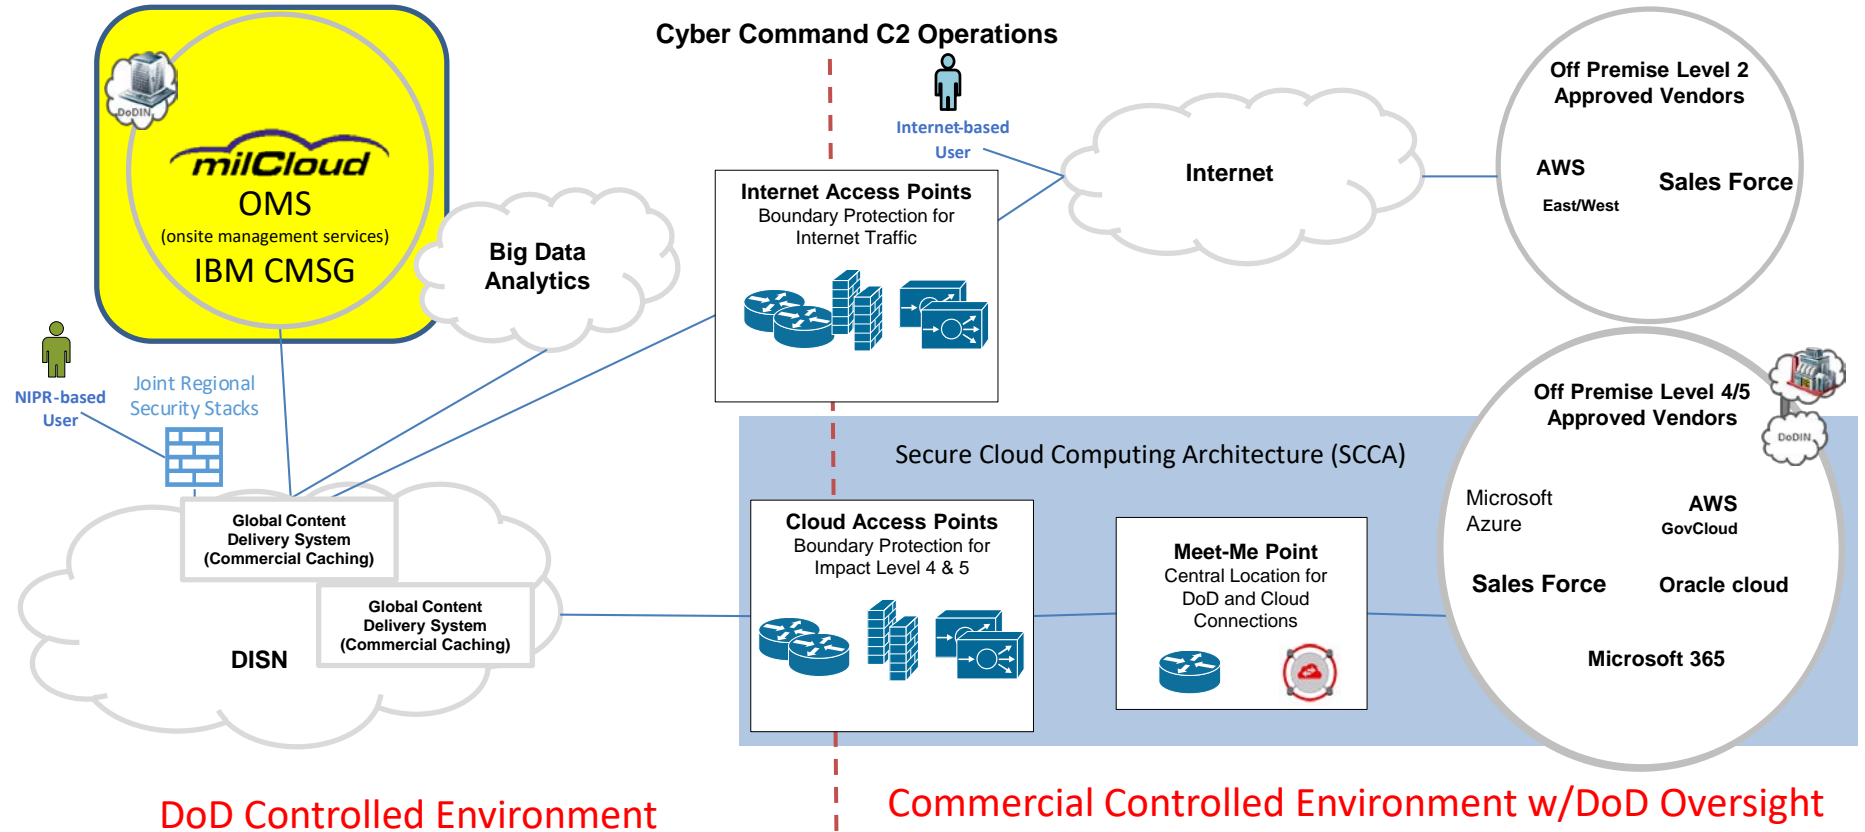 Cyber Command C2 Operations
DoDIN
milCloud
OMS
(onsite management services)
IBM CMSG
Big Data
Analytics
NIPR-based
User
Joint Regional
Security Stacks
Internet-based
User
Internet Access Points
Boundary Protection for
Internet Traffic
Internet
Off Premise Level 2
Approved Vendors
AWS
East/West
Sales Force
Off Premise Level 4/5
Approved Vendors
DoDIN
Microsoft
Azure
AWS
GovCloud
Sales Force
Oracle cloud
Microsoft 365
Secure Cloud Computing Architecture (SCCA)
Global Content
Delivery System
(Commercial Caching)
Global Content
Delivery System
(Commercial Caching)
DISN
Cloud Access Points
Boundary Protection for
Impact Level 4 & 5
Meet-Me Point
Central Location for
DoD and Cloud
Connections
DoD Controlled Environment
Commercial Controlled Environment w/DoD Oversight